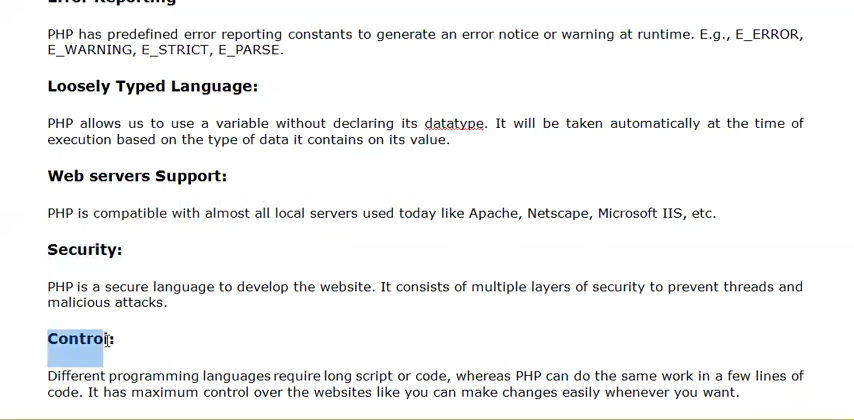 Error Reporting
PHP has predefined error reporting constants to generate an error notice or warning at runtime. E.g., E_ERROR,
E_WARNING, E_STRICT, E_PARSE.
Loosely Typed Language:
PHP allows us to use a variable without declaring its datatype. It will be taken automatically at the time of
execution based on the type of data it contains on its value.
Web servers Support:
PHP is compatible with almost all local servers used today like Apache, Netscape, Microsoft IIS, etc.
Security:
PHP is a secure language to develop the website. It consists of multiple layers of security to prevent threads and
malicious attacks.
Control:
Different programming languages require long script or code, whereas PHP can do the same work in a few lines of
code. It has maximum control over the websites like you can make changes easily whenever you want.